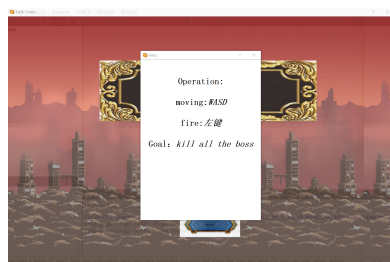 Operation:
moving:WASD
fire:左键
Goal: kill all the boss